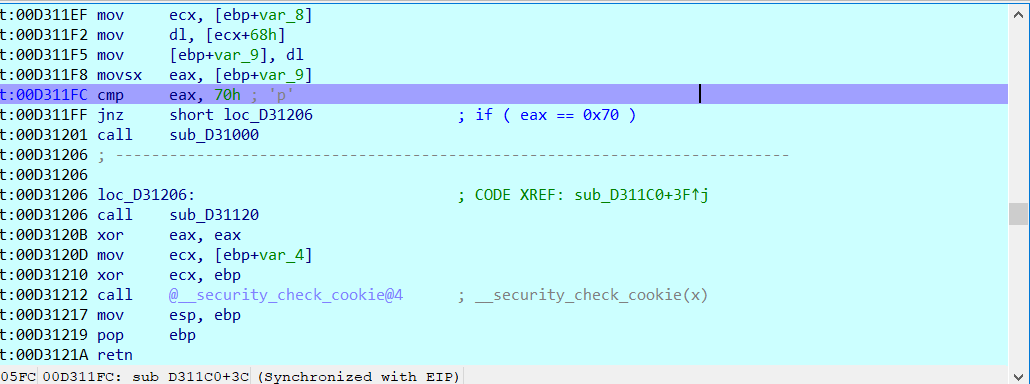 t:00D311EF mov     ecx, [ebp+var_8]
t:00D311F2 mov     dl, [ecx+68h]
t:00D311F5 mov     [ebp+var_9], dl
t:00D311F8 movsx   eax, [ebp+var_9]
t:00D311FC cmp     eax, 70h ; 'p'
t:00D311FF jnz     short loc_D31206                ; if ( eax == 0x70 )
t:00D31201 call    sub_D31000
t:00D31206 ; ---------------------------------------------------------------------------
t:00D31206
t:00D31206 loc_D31206:                             ; CODE XREF: sub_D311C0+3F↑j
t:00D31206 call    sub_D31120
t:00D3120B xor     eax, eax
t:00D3120D mov     ecx, [ebp+var_4]
t:00D31210 xor     ecx, ebp
t:00D31212 call    @__security_check_cookie@4      ; __security_check_cookie(x)
t:00D31217 mov     esp, ebp
t:00D31219 pop     ebp
t:00D3121A retn
05FC 00D311FC: sub D311C0+3C (Synchronized with EIP)